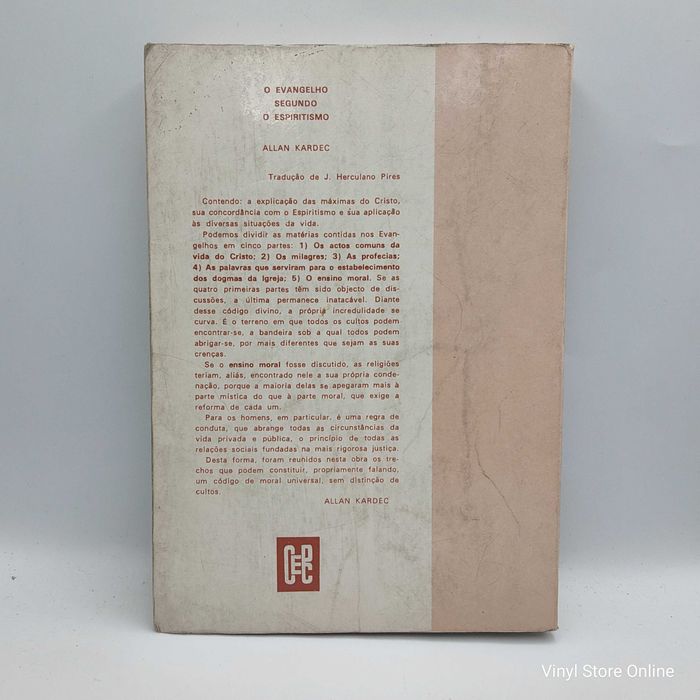 O EVANGELHO
SEGUNDO
O ESPIRITISMO
ALLAN KARDEC
Tradução de J. Herculano Pires
Contendo: a explicação das máximas do Cristo,
sua concordância com o Espiritismo e sua aplicação
às diversas situações da vida.
Podemos dividir as matérias contidas nos Evan-
gelhos em cinco partes: 1) Os actos comuns da
vida do Cristo; 2) Os milagres; 3) As profecias;
4) As palavras que serviram para o estabelecimento
dos dogmas da Igreja; 5) O ensino moral. Se as
quatro primeiras partes têm sido objecto de dis-
cussões, a última permanece inatacável. Diante
desse código divino, a própria incredulidade se
curva. É o terreno em que todos os cultos podem
encontrar-se, a bandeira sob a qual todos podem
abrigar-se, por mais diferentes que sejam as suas
crenças.
Se o ensino moral fosse discutido, as religiões
teriam, aliás, encontrado nele a sua própria conde-
nação, porque a maioria delas se apegaram mais à
parte mística do que à parte moral, que exige a
reforma de cada um.
Para os homens, em particular, é uma regra de
conduta, que abrange todas as circunstâncias da
vida privada e pública, o princípio de todas as
relações sociais fundadas na mais rigorosa justiça.
Desta forma, foram reunidos nesta obra os tre-
chos que podem constituir, propriamente falando,
um código de moral universal, sem distinção de
cultos.
ALLAN KARDEC
CEDC
Vinyl Store Online